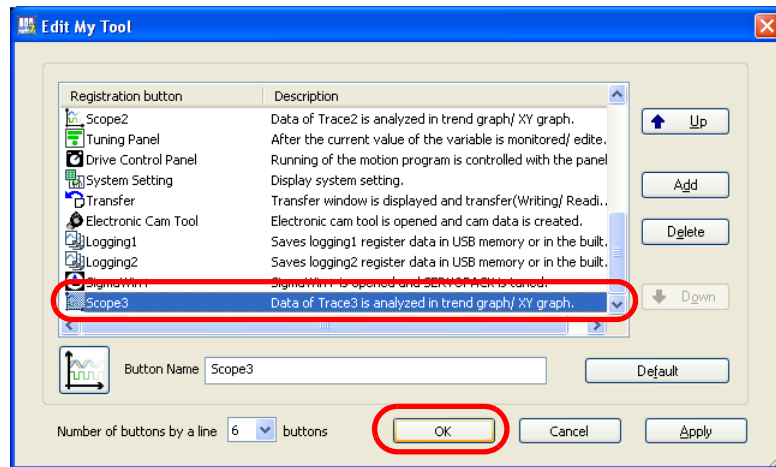 Edit My Tool
Registration button Description
Scope2 Data of Trace2 is analyzed in trend graph/ XY graph.
Tuning Panel After the current value of the variable is monitored/ edite.
Drive Control Panel Running of the motion program is controlled with the panel
System Setting Display system setting.
Transfer Transfer window is displayed and transfer(Writing/ Readi..
Electronic Cam Tool Electronic cam tool is opened and cam data is created.
Logging1 Saves logging1 register data in USB memory or in the built.
Logging2 Saves logging2 register data in USB memory or in the built.
is opened and SERVOPACK is tuned.
Scope3 Data of Trace3 is analyzed in trend graph/ XY graph.
Up
Add
Delete
Down
Button Name Scope3
Default
Number of buttons by a line 6 buttons
OK Cancel Apply